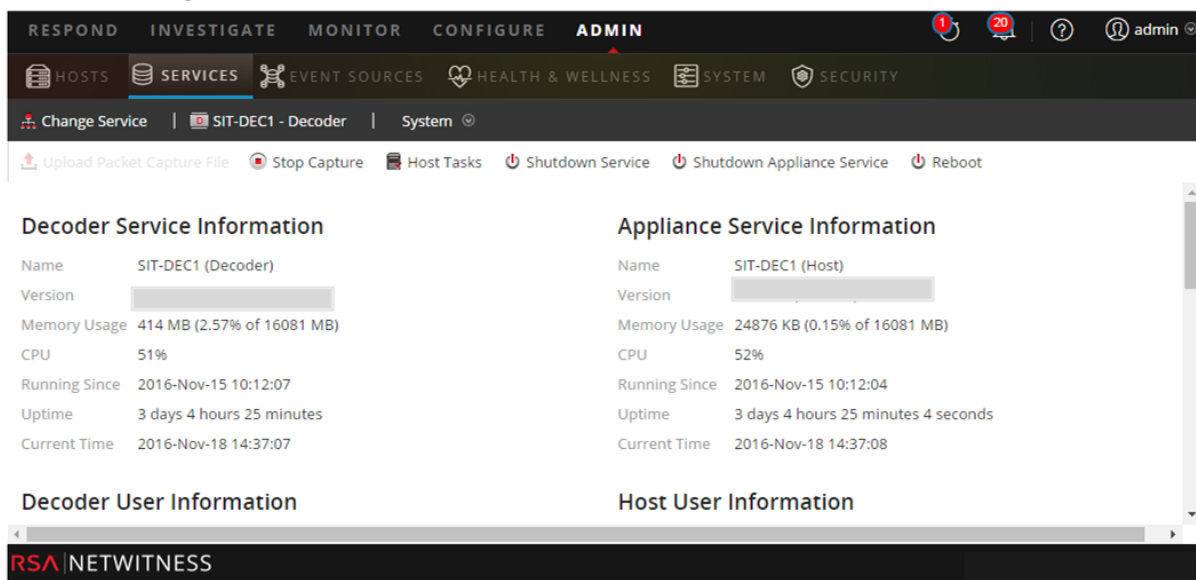 RESPOND INVESTIGATE MONITOR CONFIGURE ADMIN 1 20 ? admin
HOSTS SERVICES EVENT SOURCES HEALTH & WELLNESS SYSTEM SECURITY
Change Service | D SIT-DEC1 - Decoder | System
Upload Packet Capture File Stop Capture Host Tasks Shutdown Service Shutdown Appliance Service Reboot
Decoder Service Information
Name SIT-DEC1 (Decoder)
Version
Memory Usage 414 MB (2.57% of 16081 MB)
CPU 51%
Running Since 2016-Nov-15 10:12:07
Uptime 3 days 4 hours 25 minutes
Current Time 2016-Nov-18 14:37:07
Appliance Service Information
Name SIT-DEC1 (Host)
Version
Memory Usage 24876 KB (0.15% of 16081 MB)
CPU 52%
Running Since 2016-Nov-15 10:12:04
Uptime 3 days 4 hours 25 minutes 4 seconds
Current Time 2016-Nov-18 14:37:08
Decoder User Information
Host User Information
RSA|NETWITNESS